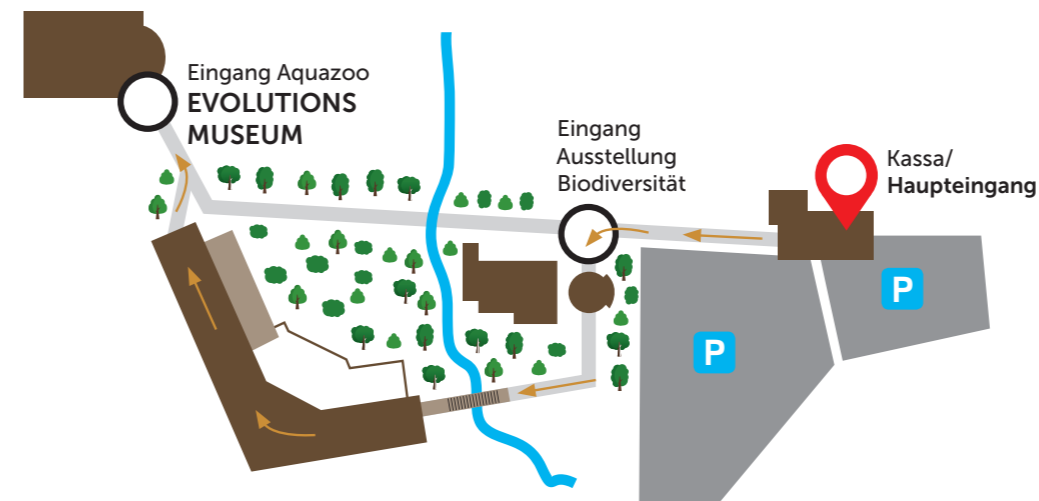 Eingang Aquazoo
EVOLUTIONS
MUSEUM
Eingang
Ausstellung
Biodiversität
Kassa/
Haupteingang
P
P